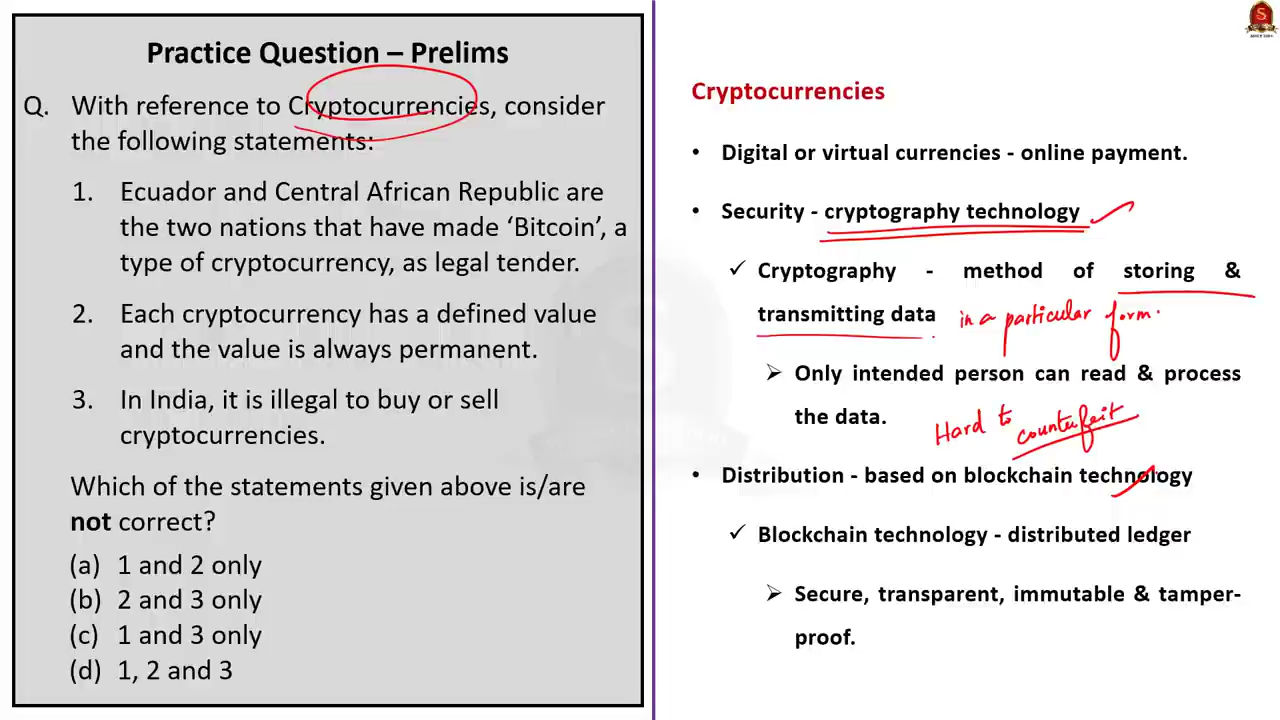 Practice Question – Prelims
Q. With reference to Cryptocurrencies, consider
the following statements:
1. Ecuador and Central African Republic are
the two nations that have made ‘Bitcoin’, a
type of cryptocurrency, as legal tender.
2. Each cryptocurrency has a defined value
and the value is always permanent.
3. In India, it is illegal to buy or sell
cryptocurrencies.
Which of the statements given above is/are
not correct?
(a) 1 and 2 only
(b) 2 and 3 only
(c) 1 and 3 only
(d) 1, 2 and 3
Cryptocurrencies
• Digital or virtual currencies - online payment.
• Security - cryptography technology
✓ Cryptography - method of storing &
transmitting data in a particular form.
➢ Only intended person can read & process
the data.
Hard to counterfeit
• Distribution - based on blockchain technology
✓ Blockchain technology - distributed ledger
➢ Secure, transparent, immutable & tamper-
proof.